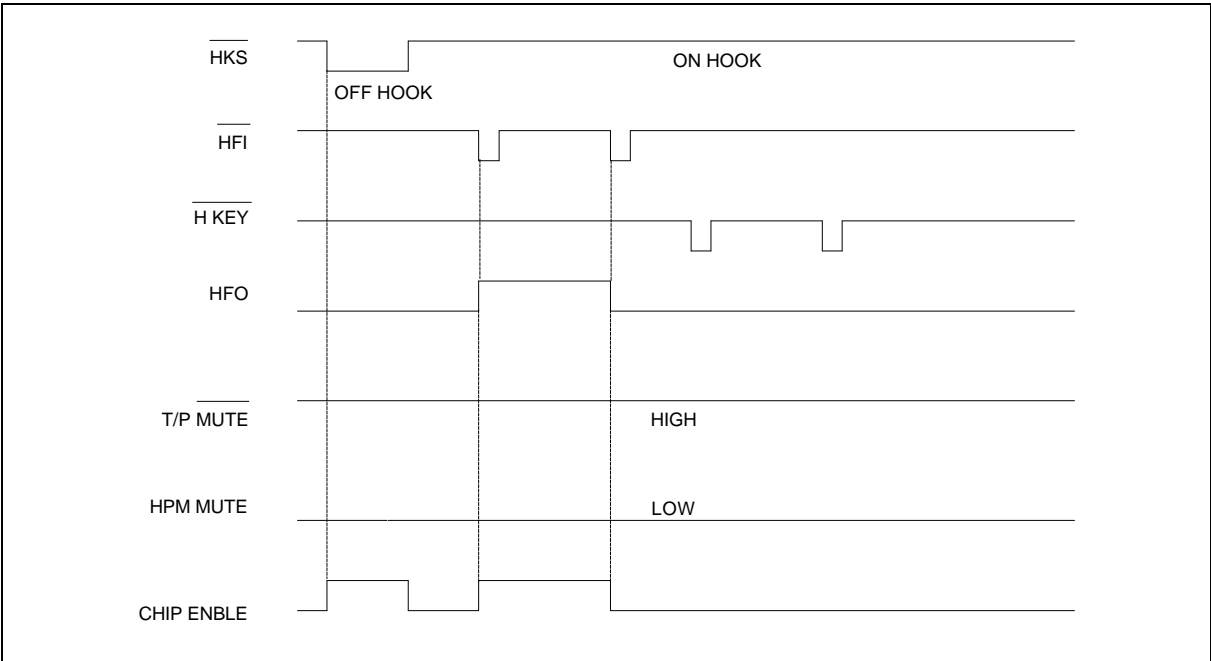 HKS
ON HOOK
OFF HOOK
HFI
H KEY
HFO
T/P MUTE
HIGH
HPM MUTE
LOW
CHIP ENBLE